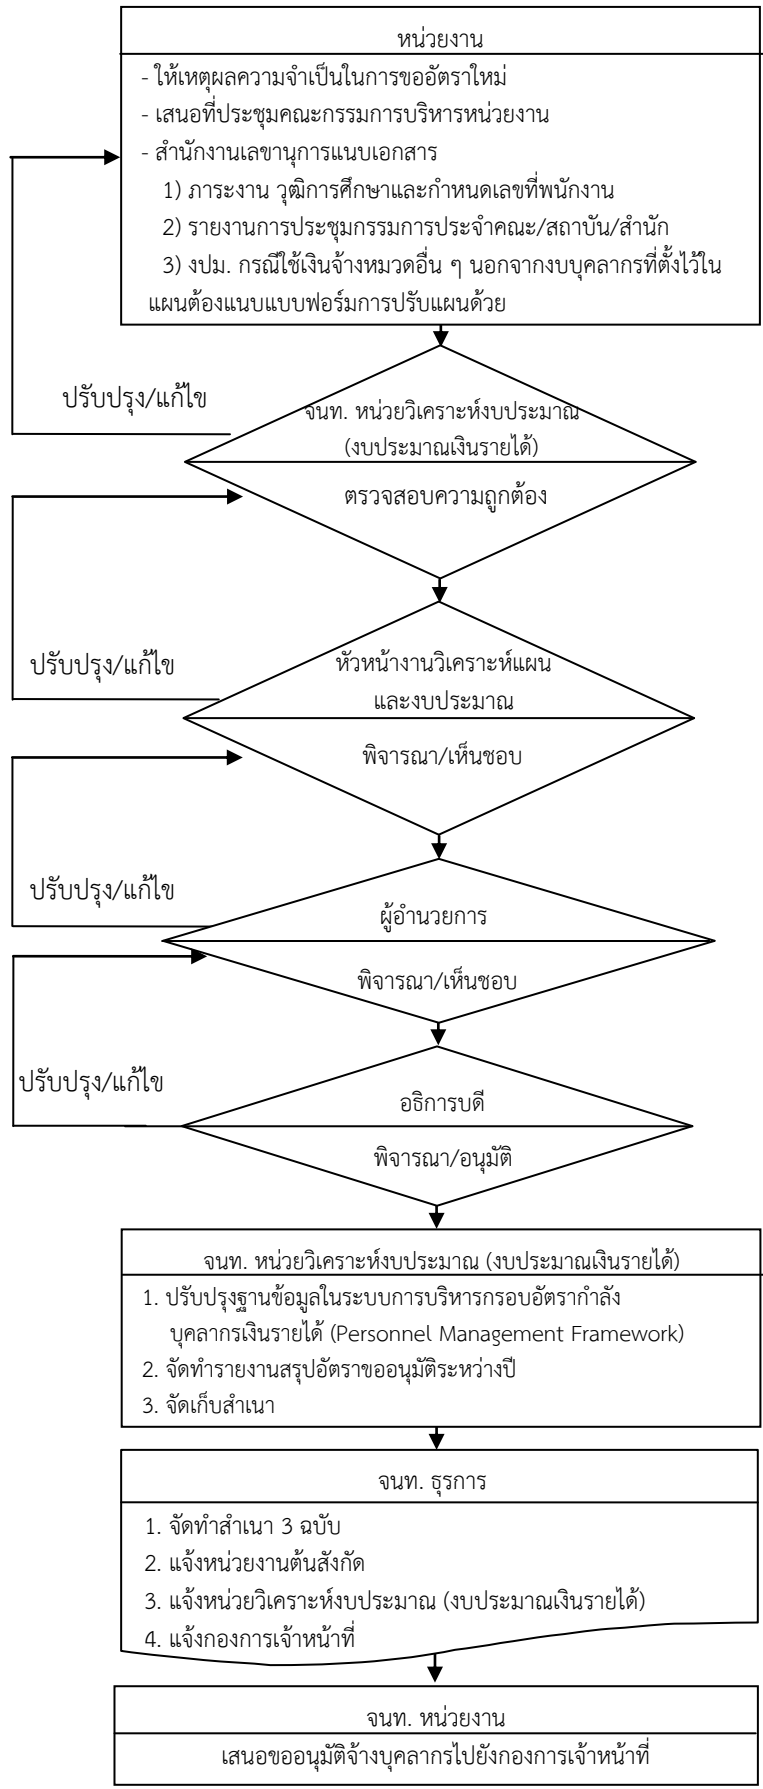 หน่วยงาน
- ให้เหตุผลความจำเป็นในการขออัตราใหม่
- เสนอที่ประชุมคณะกรรมการบริหารหน่วยงาน
- สำนักงานเลขานุการแนบเอกสาร
1) ภาระงาน วุฒิการศึกษาและกำหนดเลขที่พนักงาน
2) รายงานการประชุมกรรมการประจำคณะ/สถาบัน/สำนัก
3) งปม. กรณีใช้เงินจ้างหมวดอื่น ๆ นอกจากงบบุคลากรที่ตั้งไว้ใน
แผนต้องแนบแบบฟอร์มการปรับแผนด้วย
ปรับปรุง/แก้ไข
จนท. หน่วยวิเคราะห์งบประมาณ
(งบประมาณเงินรายได้)
ตรวจสอบความถูกต้อง
ปรับปรุง/แก้ไข
หัวหน้างานวิเคราะห์แผน
และงบประมาณ
พิจารณา/เห็นชอบ
ปรับปรุง/แก้ไข
ผู้อำนวยการ
พิจารณา/เห็นชอบ
ปรับปรุง/แก้ไข
อธิการบดี
พิจารณา/อนุมัติ
จนท. หน่วยวิเคราะห์งบประมาณ (งบประมาณเงินรายได้)
1. ปรับปรุงฐานข้อมูลในระบบการบริหารกรอบอัตรากำลัง
บุคลากรเงินรายได้ (Personnel Management Framework)
2. จัดทำรายงานสรุปอัตราขออนุมัติระหว่างปี
3. จัดเก็บสำเนา
จนท. ธุรการ
1. จัดทำสำเนา 3 ฉบับ
2. แจ้งหน่วยงานต้นสังกัด
3. แจ้งหน่วยวิเคราะห์งบประมาณ (งบประมาณเงินรายได้)
4. แจ้งกองการเจ้าหน้าที่
จนท. หน่วยงาน
เสนอขออนุมัติจ้างบุคลากรไปยังกองการเจ้าหน้าที่